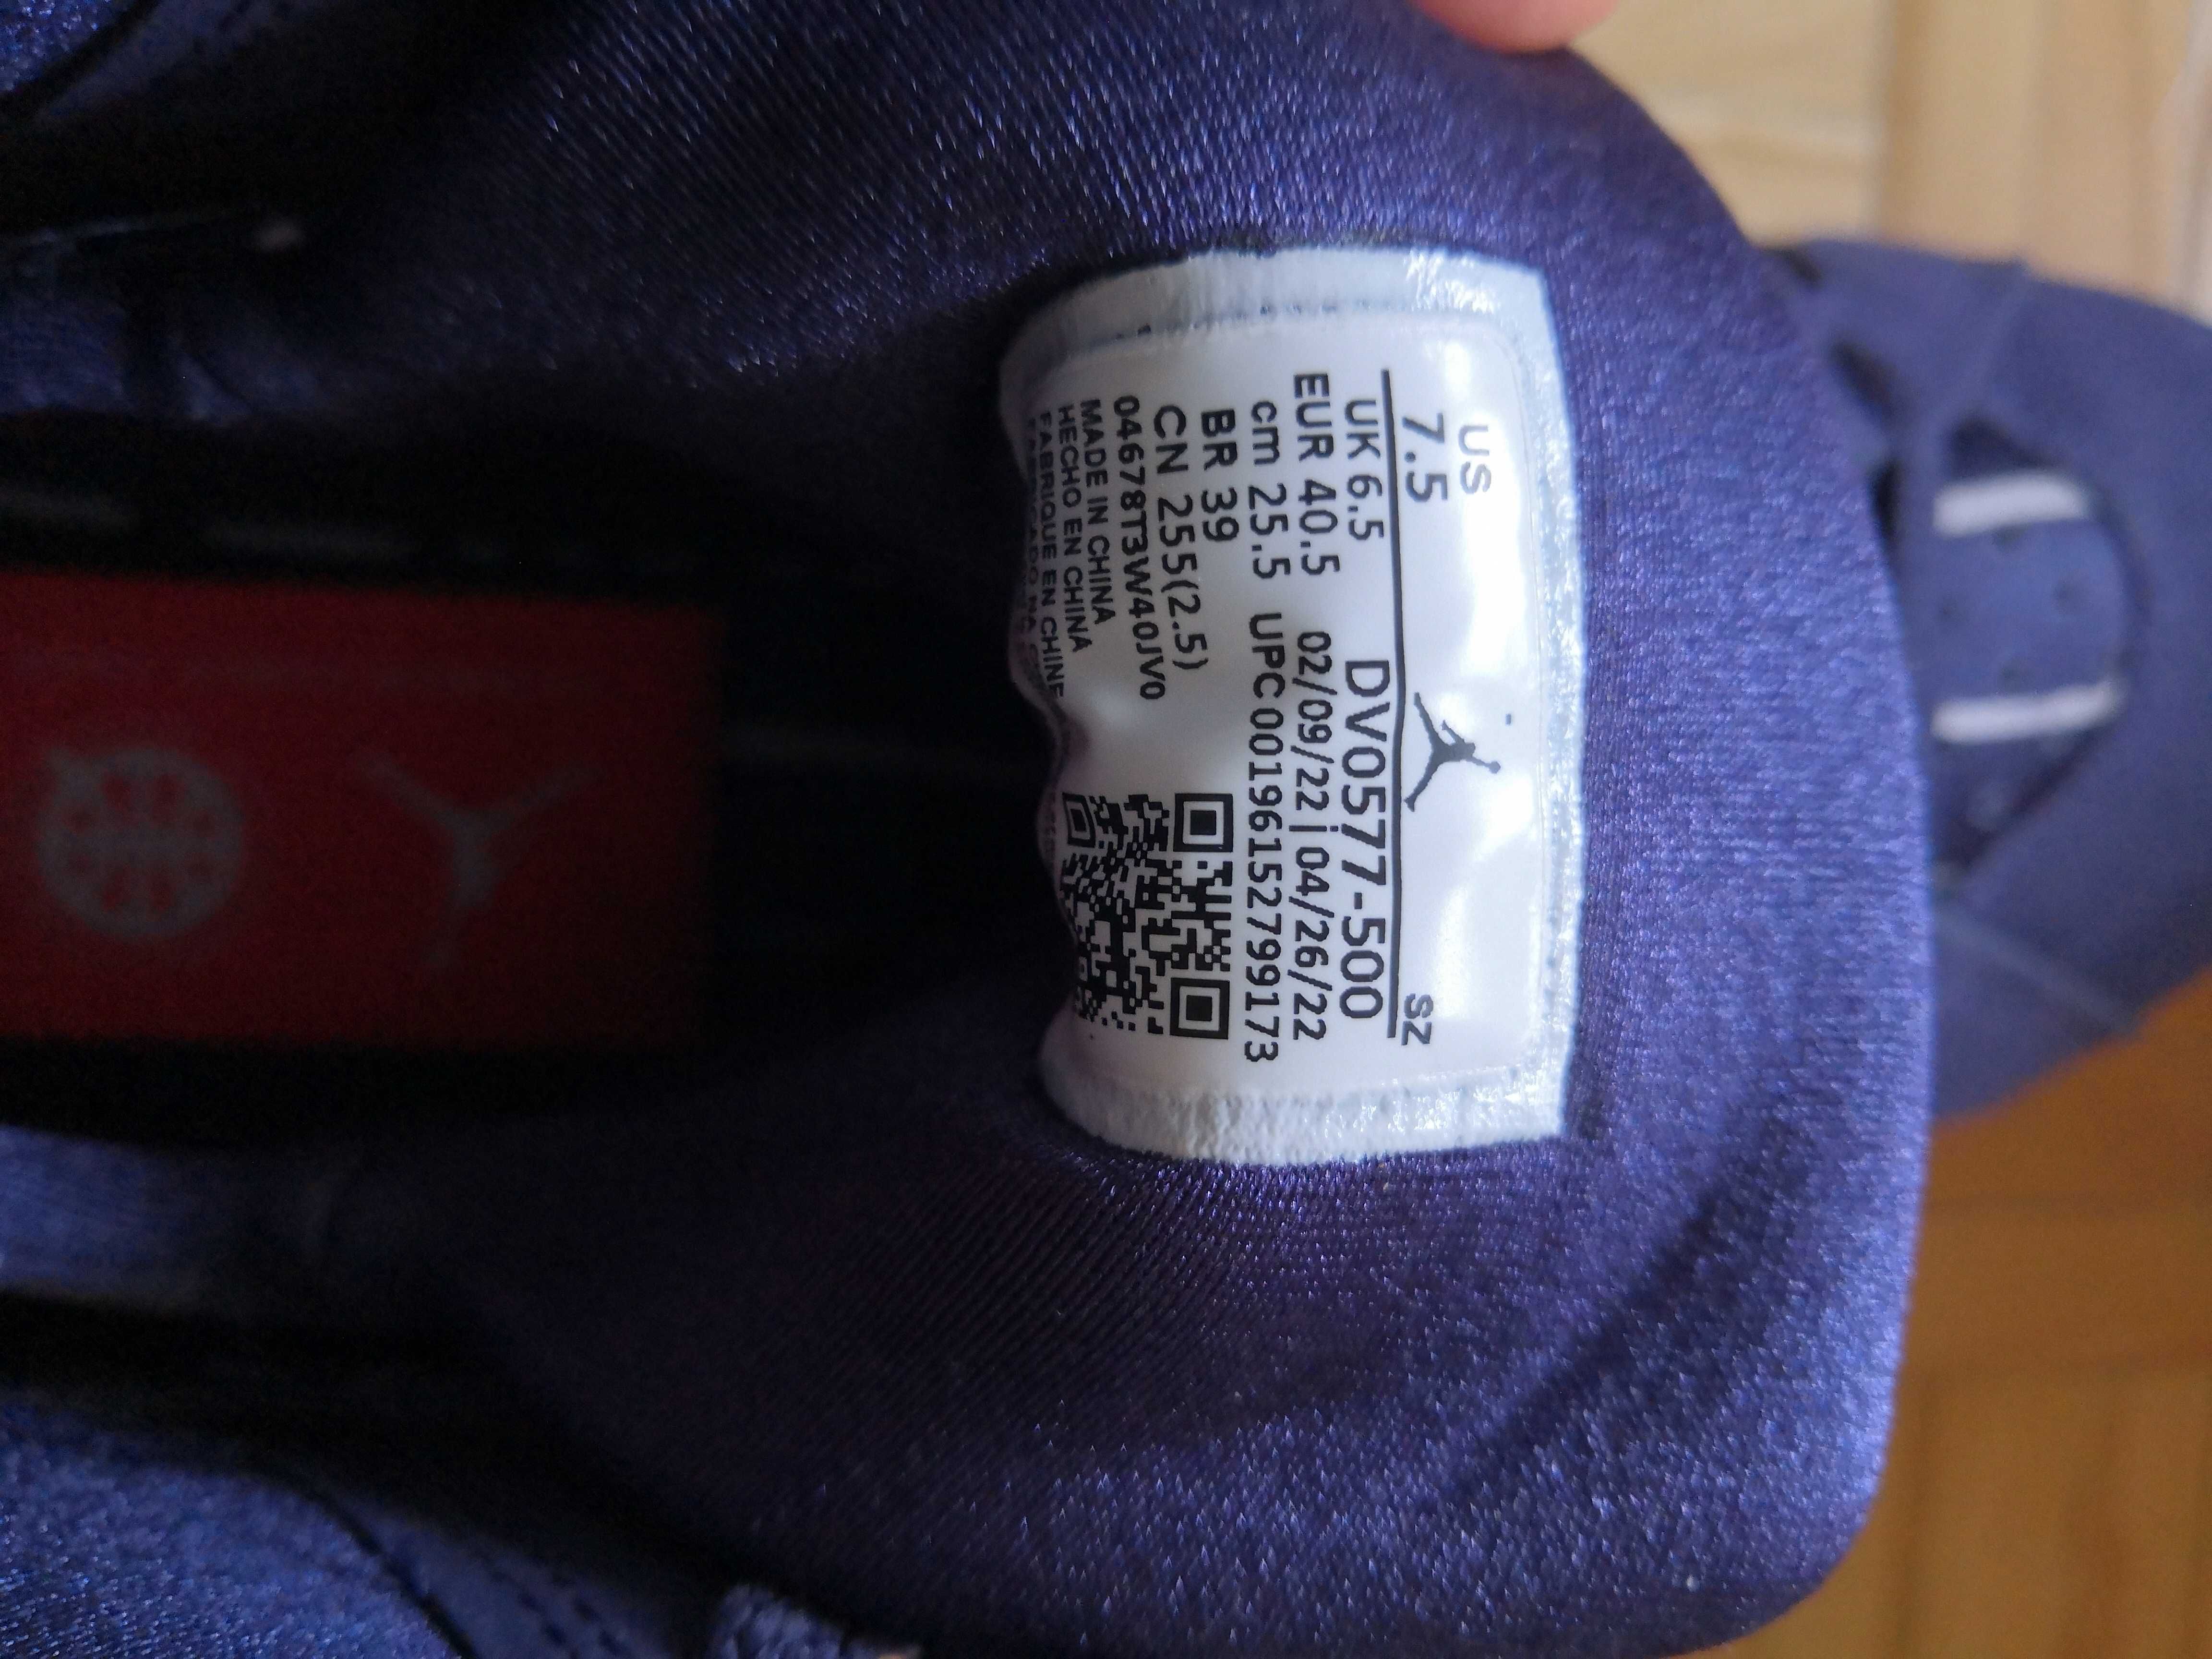 US
7.5
SZ
UK 6.5
DV0577-500
EUR 40.5
02/09/22 | 04/26/22
cm 25.5
UPC 00196152799173
BR 39
CN 255(2.5)
04678T3W40JV0
MADE IN CHINA
HECHO EN CHINA
FABRIQUE EN CHINE